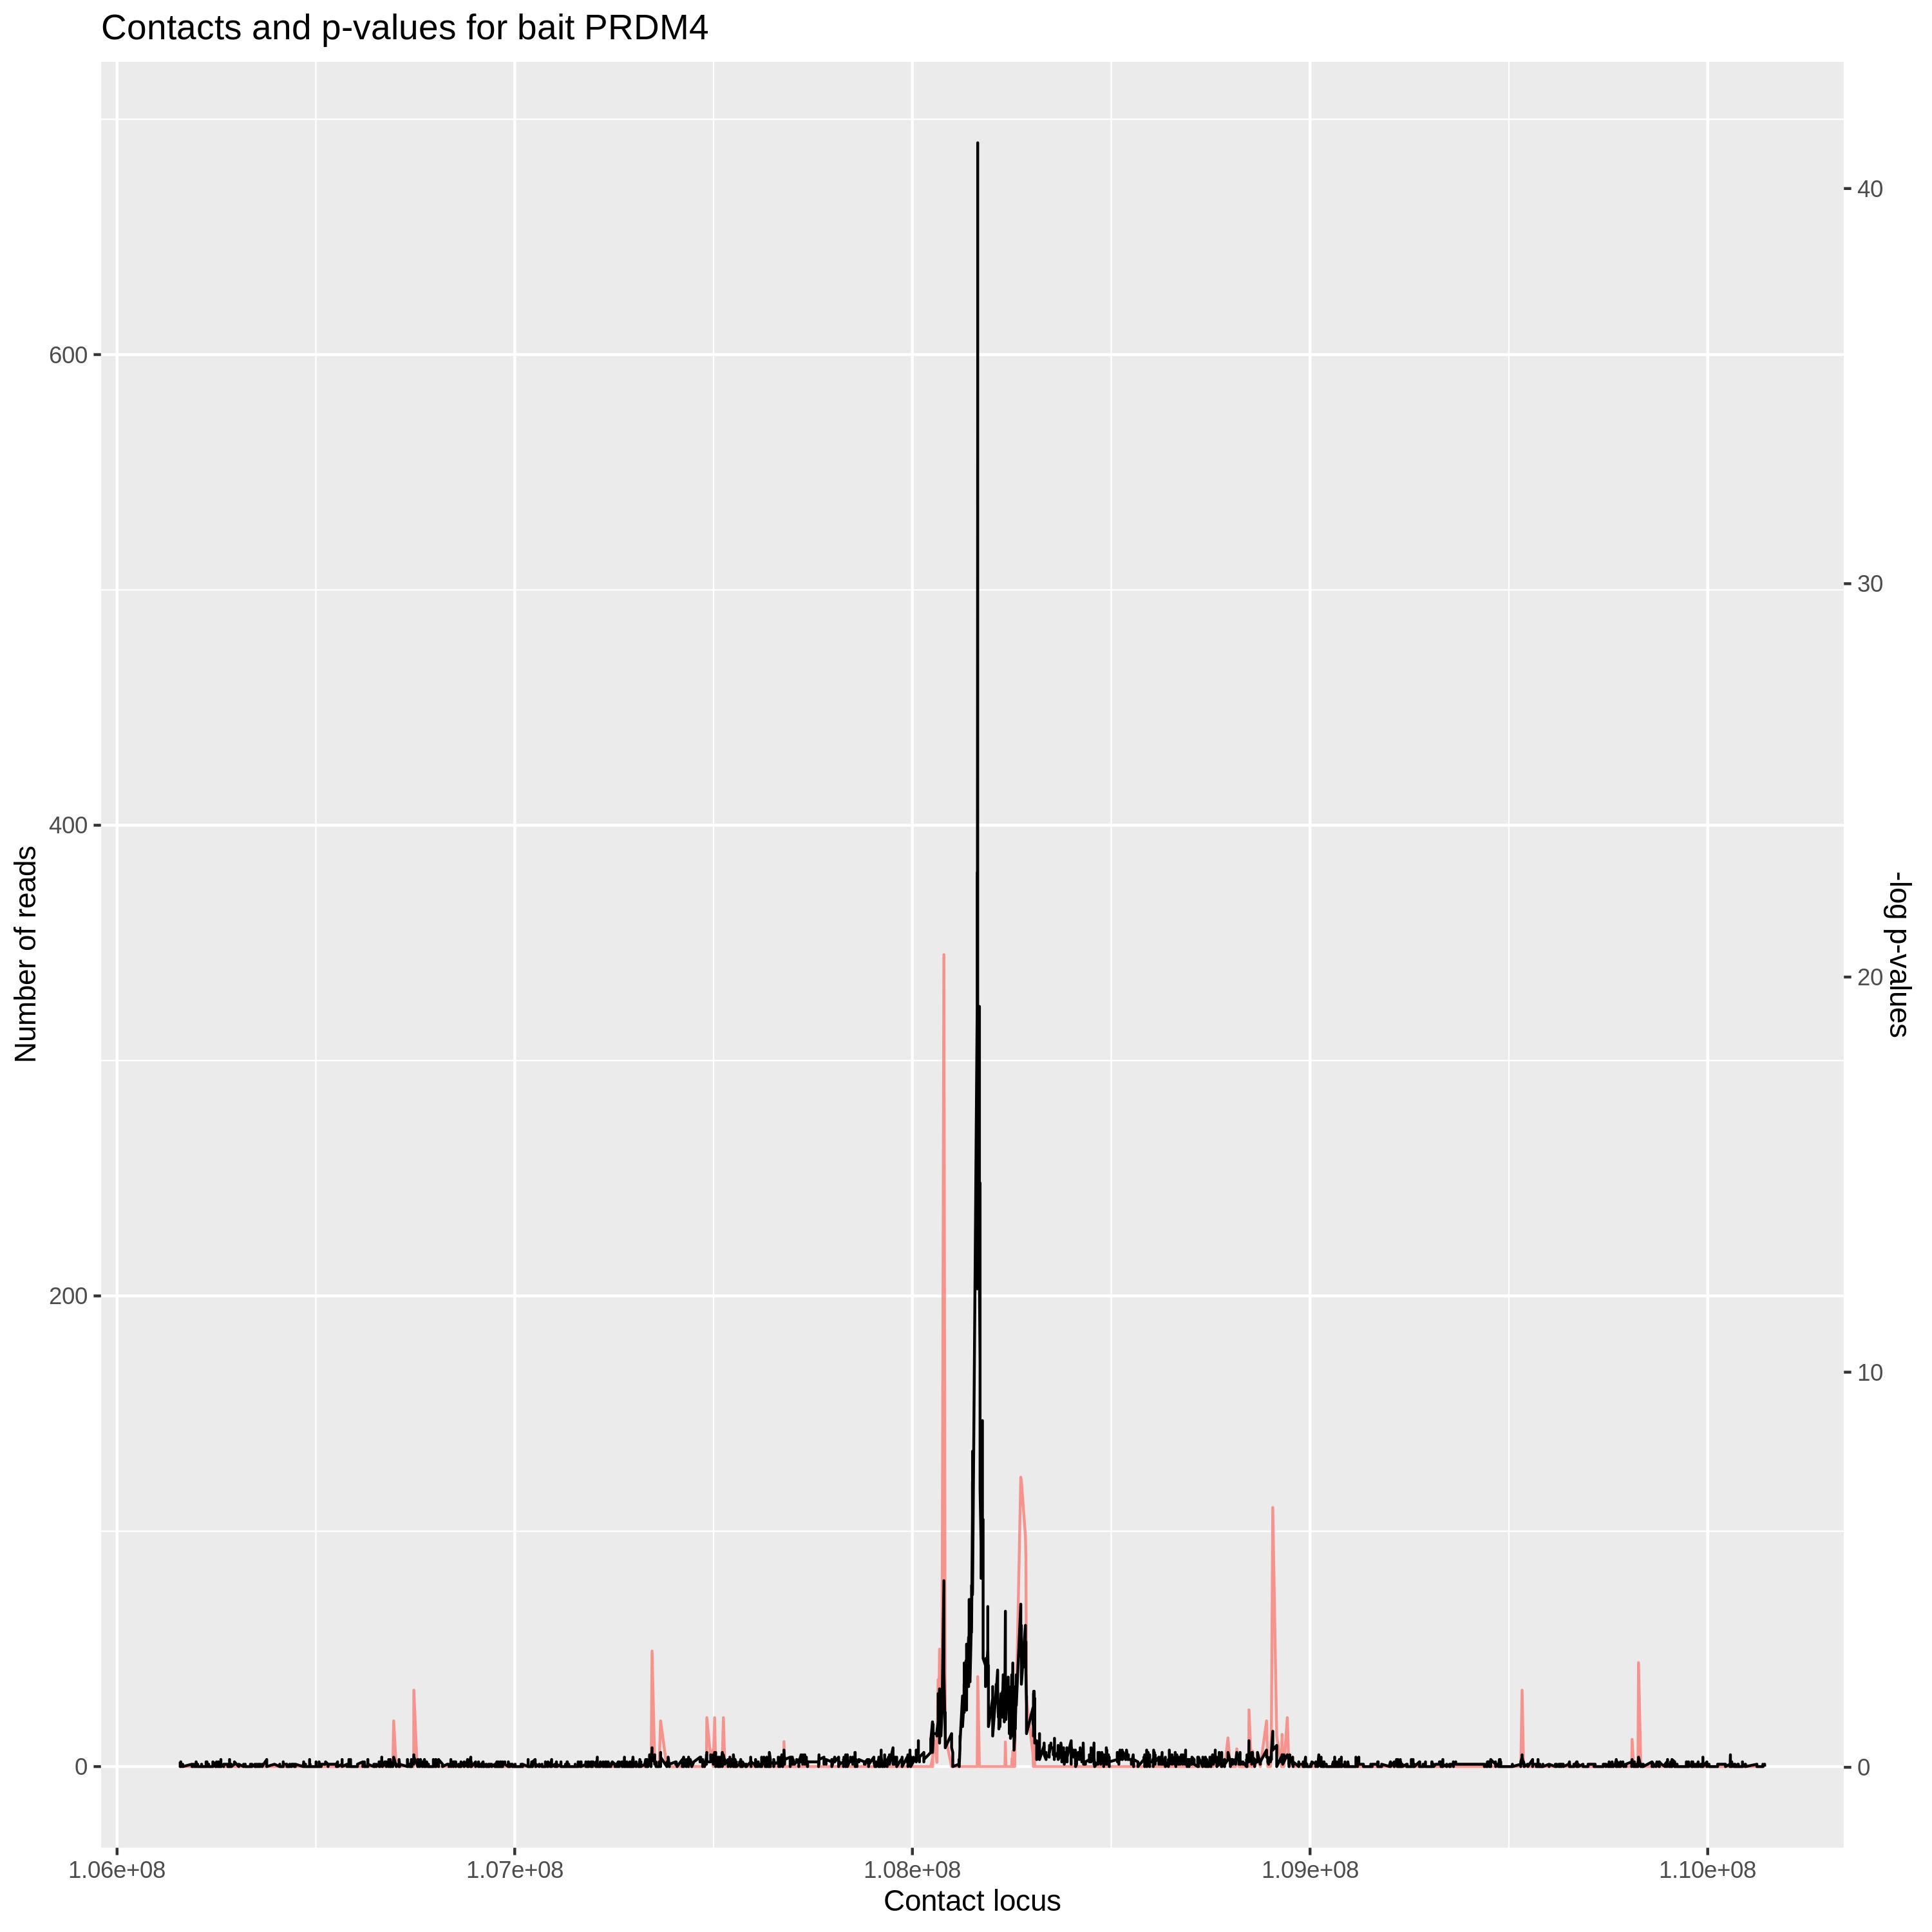 Contacts and p-values for bait PRDM4
Number of reads
600
400
200
0
40
30
20
10
0
-log p-values
1.06e+08
1.07e+08
1.08e+08
1.09e+08
1.10e+08
Contact locus